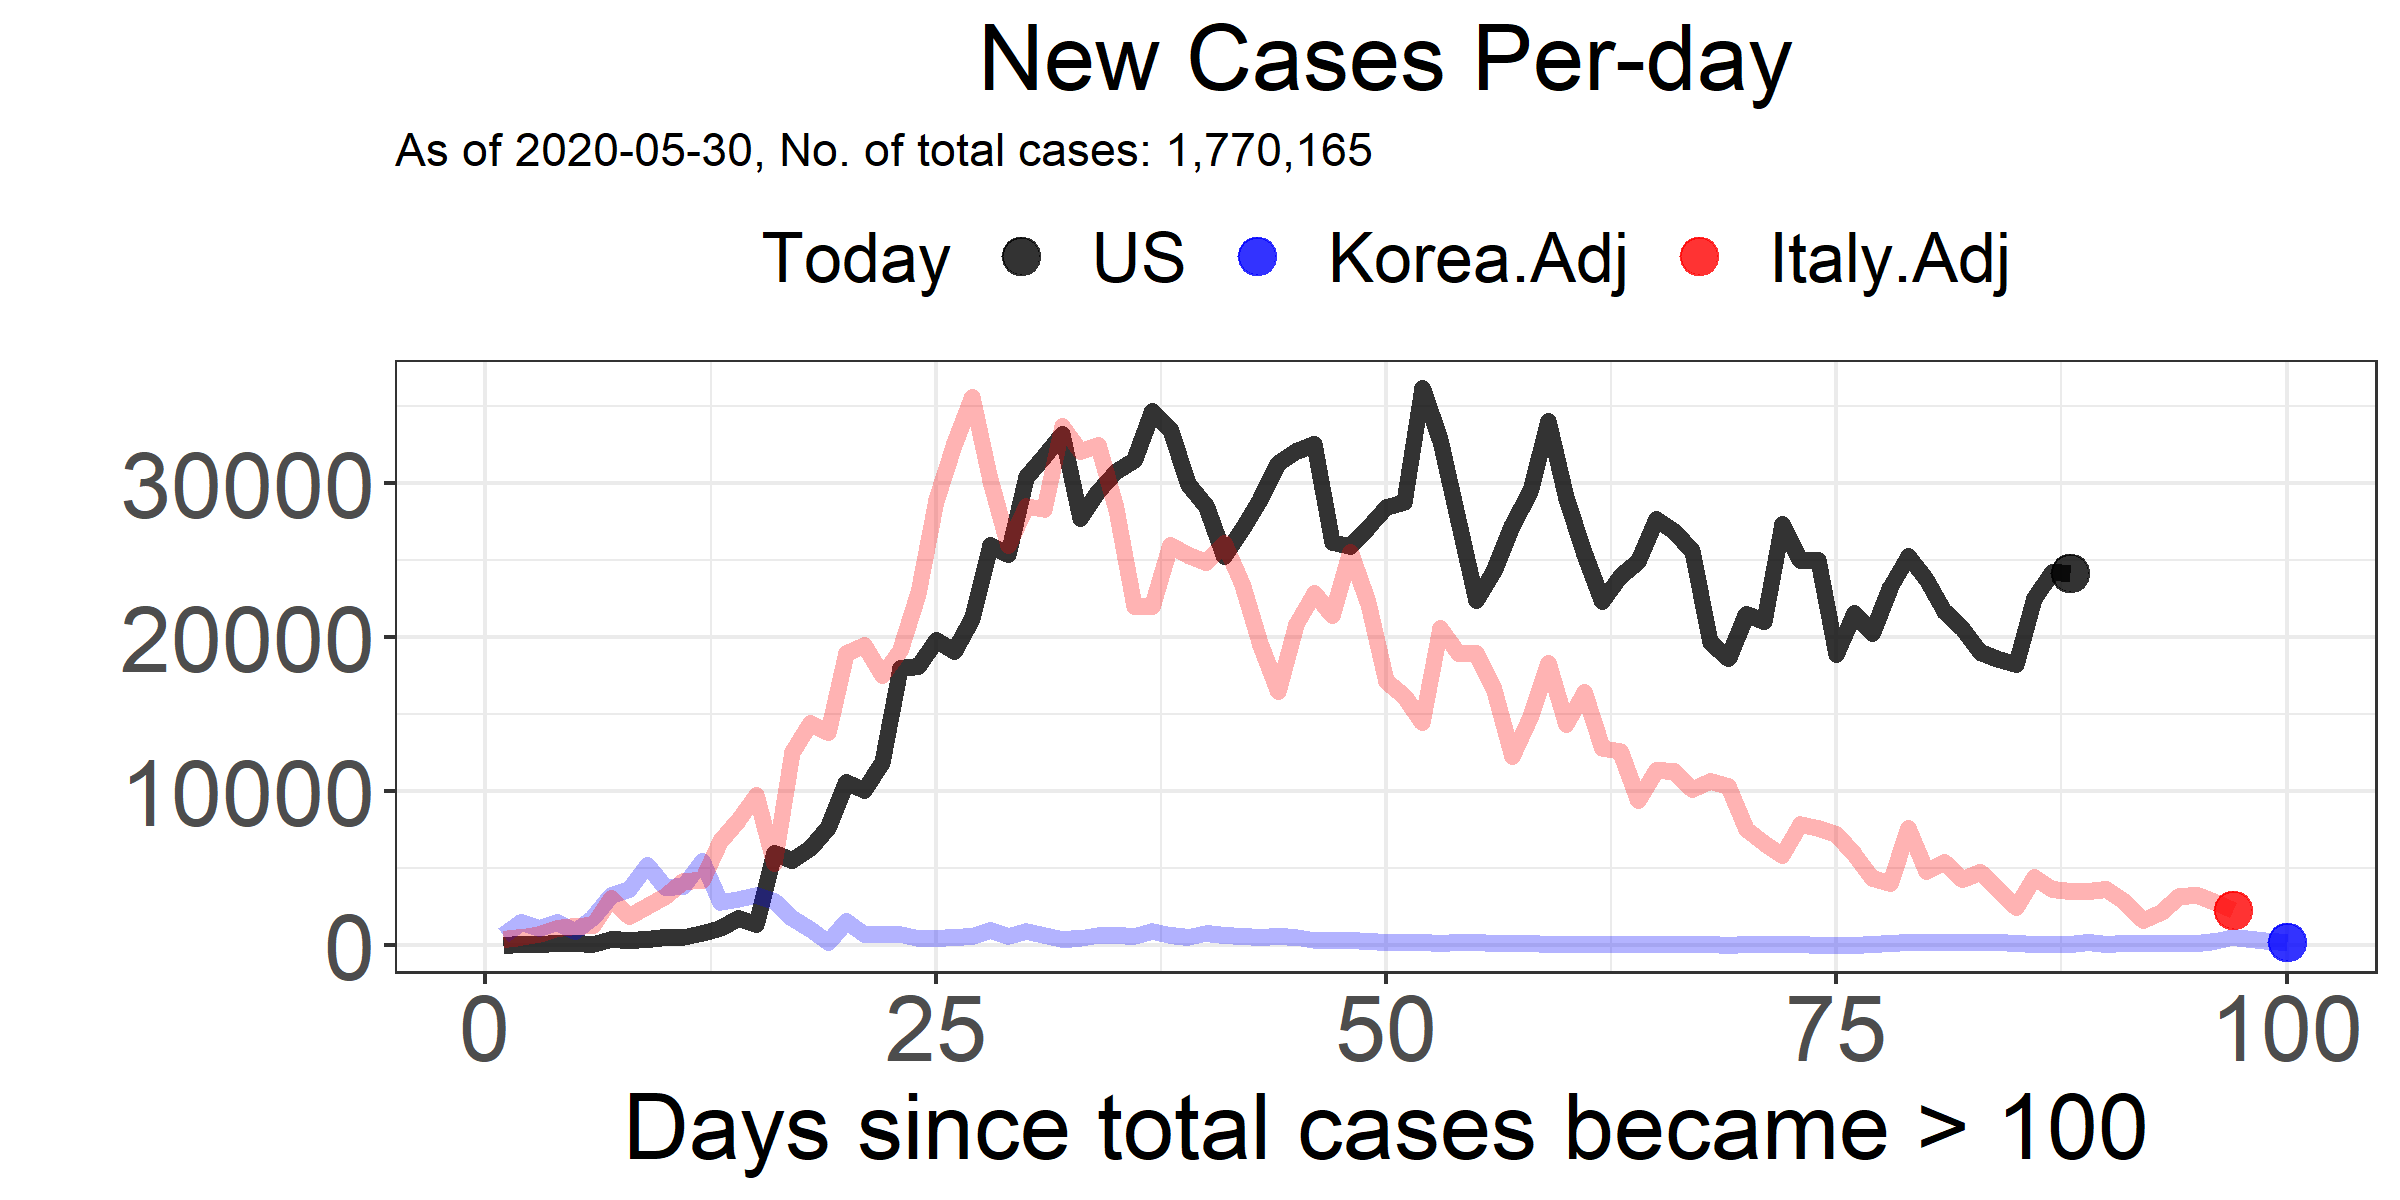 New Cases Per-day
As of 2020-05-30, No. of total cases: 1,770,165
Today US Korea.Adj Italy.Adj
30000
20000
10000
0
0 25 50 75 100
Days since total cases became > 100